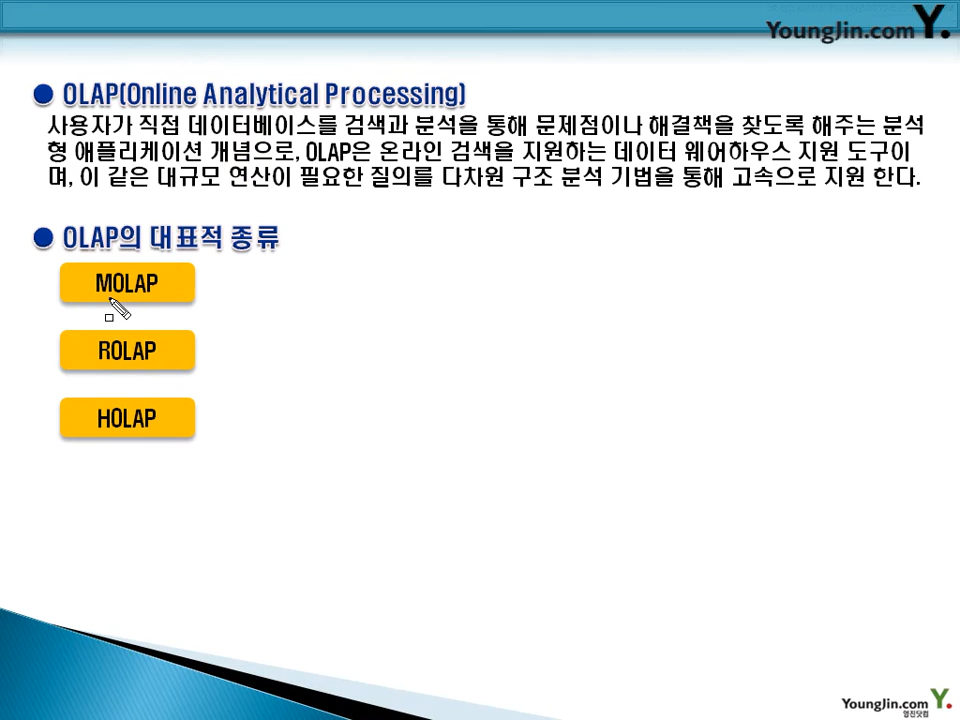 YoungJin.com Y.
● OLAP(Online Analytical Processing)
사용자가 직접 데이터베이스를 검색과 분석을 통해 문제점이나 해결책을 찾도록 해주는 분석
형 애플리케이션 개념으로, OLAP은 온라인 검색을 지원하는 데이터 웨어하우스 지원 도구이
며, 이 같은 대규모 연산이 필요한 질의를 다차원 구조 분석 기법을 통해 고속으로 지원 한다.
● OLAP의 대표적 종류
MOLAP
ROLAP
HOLAP
YoungJin.com Y.
영진닷컴